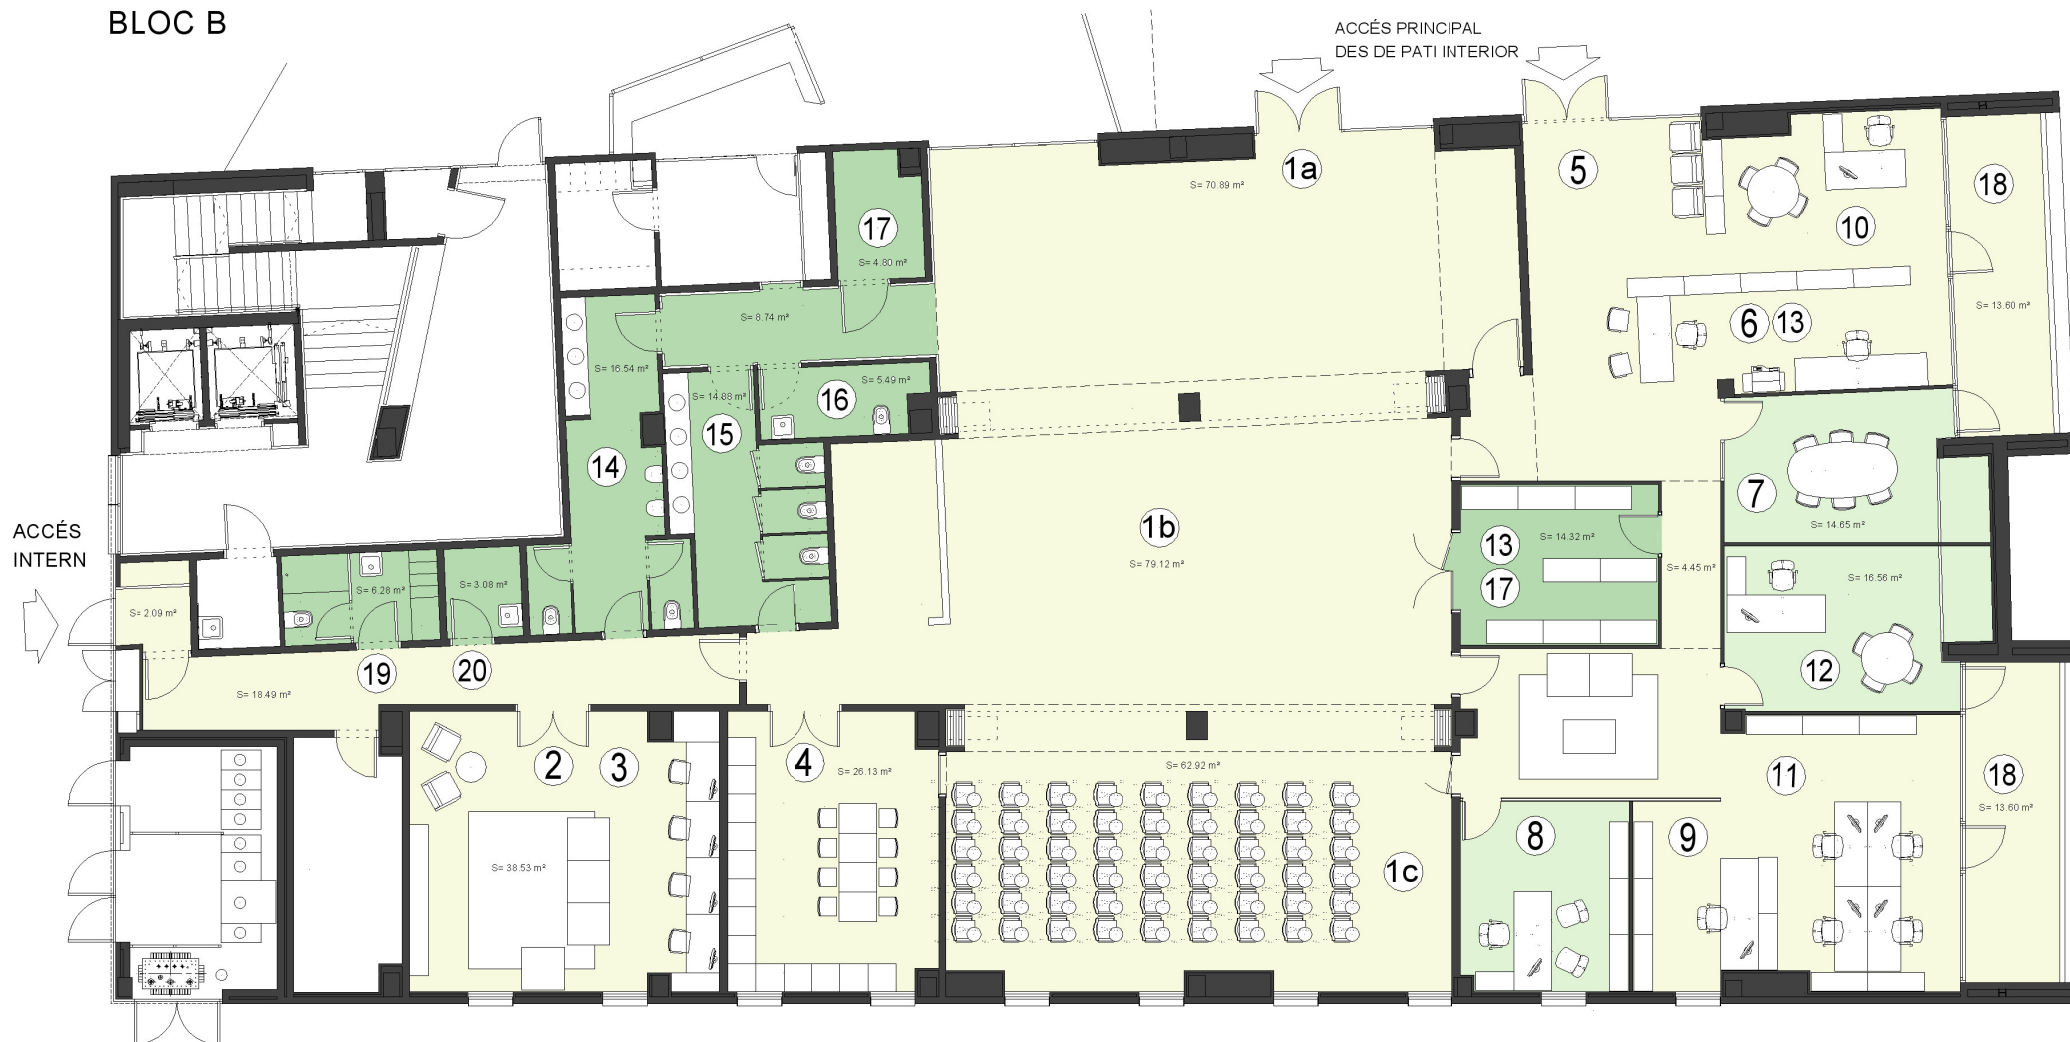 BLOC B
ACCÉS PRINCIPAL
DES DE PATI INTERIOR
1a
S= 70.89 m²
5
18
10
17
S= 4.80 m²
S= 8.74 m²
6
13
S= 13.60 m²
S= 16.54 m²
S= 14.88 m²
S= 5.49 m²
16
15
14
7
S= 14.65 m²
1b
S= 79.12 m²
13
S= 14.32 m²
17
S= 4.45 m²
S= 16.56 m²
12
ACCÉS
INTERN
S= 2.09 m²
S= 6.28 m²
S= 3.08 m²
19
20
S= 18.49 m²
2
3
4
S= 26.13 m²
S= 62.92 m²
11
18
S= 13.60 m²
8
9
S= 38.53 m²
1c